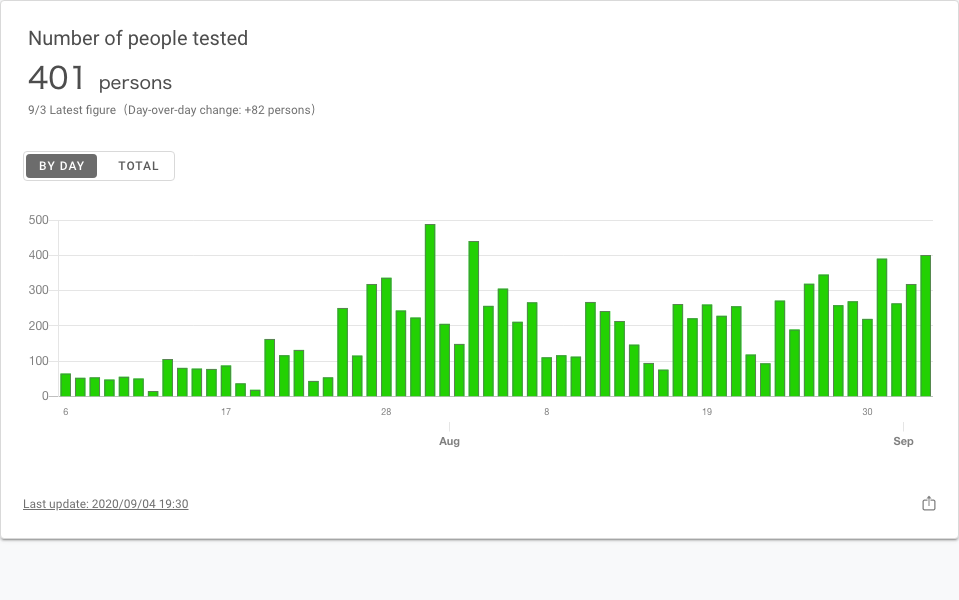 Number of people tested
401 persons
9/3 Latest figure（Day-over-day change: +82 persons）
BY DAY TOTAL
500
400
300
200
100
0
6 17 28 8 19 30
Aug Sep
Last update: 2020/09/04 19:30